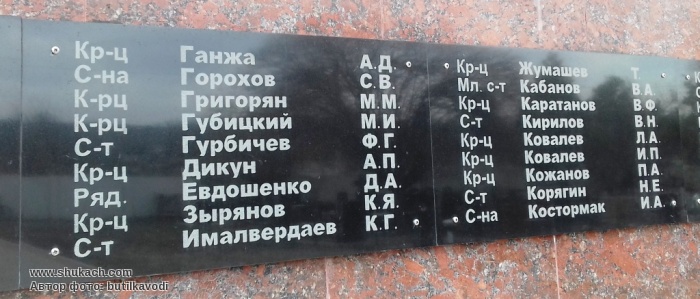 Кр-ц Ганжа А.Д.
С-на Горохов С.В.
К-рц Григорян М.М.
К-рц Губицкий М.И.
С-т Гурбичев Ф.Г.
Кр-ц Дикун А.П.
Ряд. Евдошенко Д.А.
Кр-ц Зырянов К.Я.
С-т Ималвердаев К.Г.
Кр-ц Жумашев Т.
Мл. с-т Кабанов В.А.
Кр-ц Каратанов В.Ф.
С-т Кирилов В.Н.
Кр-ц Ковалев Л.А.
Кр-ц Ковалев И.П.
Кр-ц Кожанов П.А.
С-т Корягин Н.Е.
С-на Костормак И.А.
www.shukach.com
Автор фото: butilkavodi